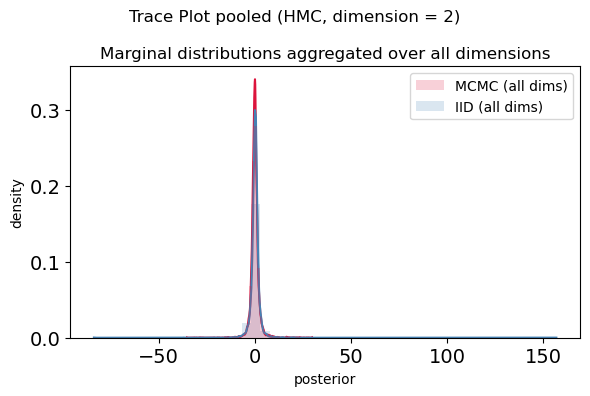 Trace Plot pooled (HMC, dimension = 2)
Marginal distributions aggregated over all dimensions
MCMC (all dims)
IID (all dims)
density
0.3
0.2
0.1
0.0
−50
0
50
100
150
posterior